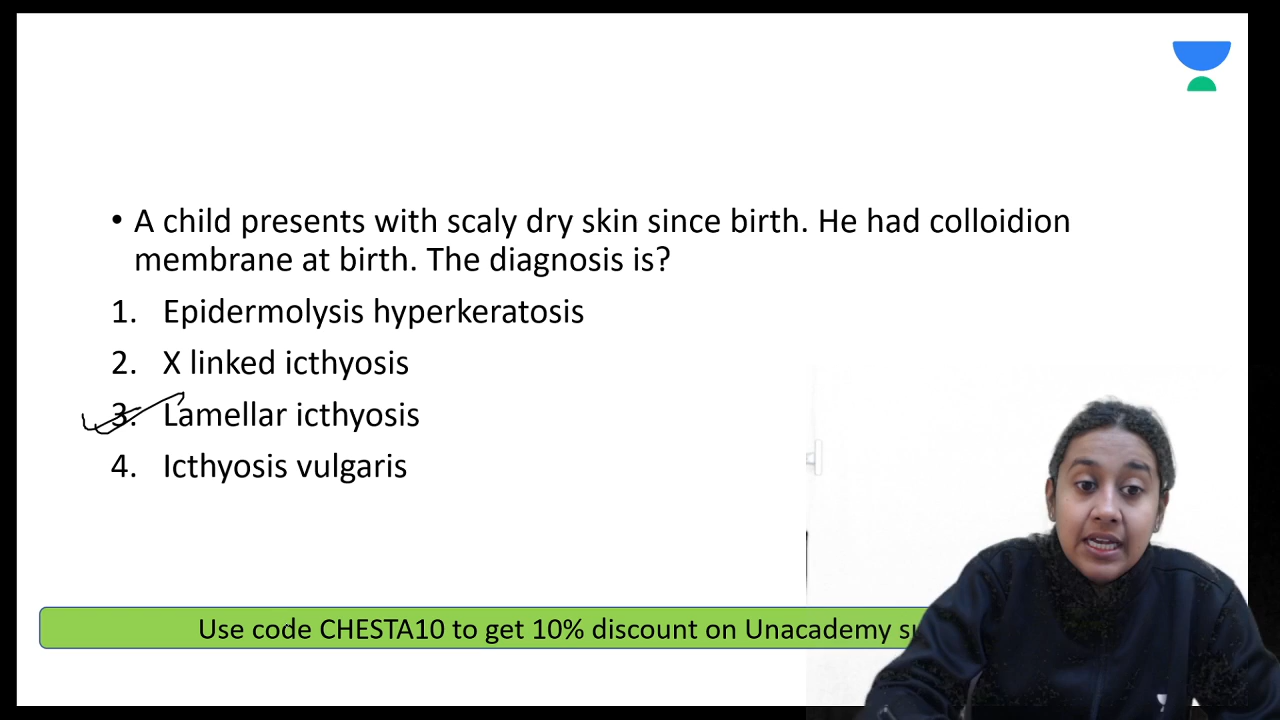 • A child presents with scaly dry skin since birth. He had colloidion
membrane at birth. The diagnosis is?
1. Epidermolysis hyperkeratosis
2. X linked icthyosis
3. Lamellar icthyosis
4. Icthyosis vulgaris
Use code CHESTA10 to get 10% discount on Unacademy